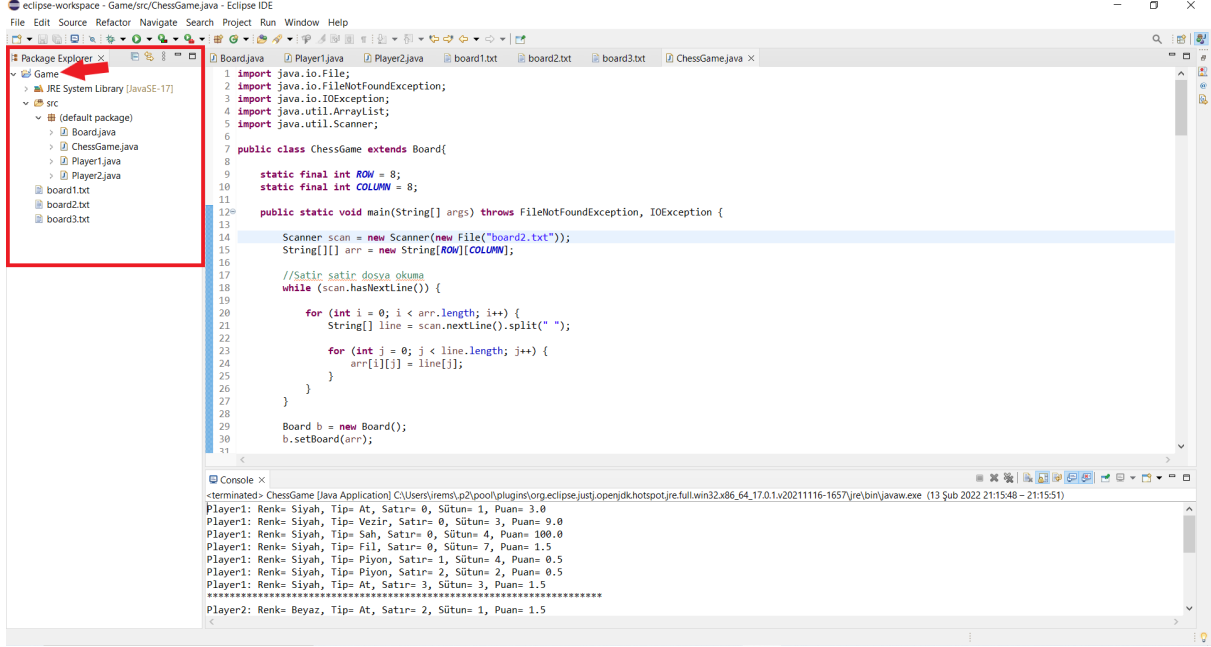 eclipse-workspace - Game/src/ChessGame.java - Eclipse IDE
File Edit Source Refactor Navigate Search Project Run Window Help
Package Explorer
Game
JRE System Library [JavaSE-17]
src
(default package)
Board.java
ChessGame.java
Player1.java
Player2.java
board1.txt
board2.txt
board3.txt
Board.java Player1.java Player2.java board1.txt board2.txt board3.txt ChessGame.java
1 import java.io.File;
2 import java.io.FileNotFoundException;
3 import java.io.IOException;
4 import java.util.ArrayList;
5 import java.util.Scanner;
6
7 public class ChessGame extends Board{
8
9 static final int ROW = 8;
10 static final int COLUMN = 8;
11
12 public static void main(String[] args) throws FileNotFoundException, IOException {
13
14 Scanner scan = new Scanner(new File("board2.txt"));
15 String[][] arr = new String[ROW][COLUMN];
16
17 //Satir satir dosya okuma
18 while (scan.hasNextLine()) {
19
20 for (int i = 0; i < arr.length; i++) {
21 String[] line = scan.nextLine().split(" ");
22
23 for (int j = 0; j < line.length; j++) {
24 arr[i][j] = line[j];
25 }
26 }
27 }
28
29 Board b = new Board();
30 b.setBoard(arr);
31
Console
<terminated> ChessGame [Java Application] C:\Users\irems\.p2\pool\plugins\org.eclipse.justj.openjdk.hotspot.jre.full.win32.x86_64_17.0.1.v20211116-1657\jre\bin\javaw.exe (13 Şub 2022 21:15:48 – 21:15:51)
Player1: Renk= Siyah, Tip= At, Satır= 0, Sütun= 1, Puan= 3.0
Player1: Renk= Siyah, Tip= Vezir, Satır= 0, Sütun= 3, Puan= 9.0
Player1: Renk= Siyah, Tip= Sah, Satır= 0, Sütun= 4, Puan= 100.0
Player1: Renk= Siyah, Tip= Fil, Satır= 0, Sütun= 7, Puan= 1.5
Player1: Renk= Siyah, Tip= Piyon, Satır= 1, Sütun= 4, Puan= 0.5
Player1: Renk= Siyah, Tip= Piyon, Satır= 2, Sütun= 2, Puan= 0.5
Player1: Renk= Siyah, Tip= At, Satır= 3, Sütun= 3, Puan= 1.5
**********************************************************************
Player2: Renk= Beyaz, Tip= At, Satır= 2, Sütun= 1, Puan= 1.5